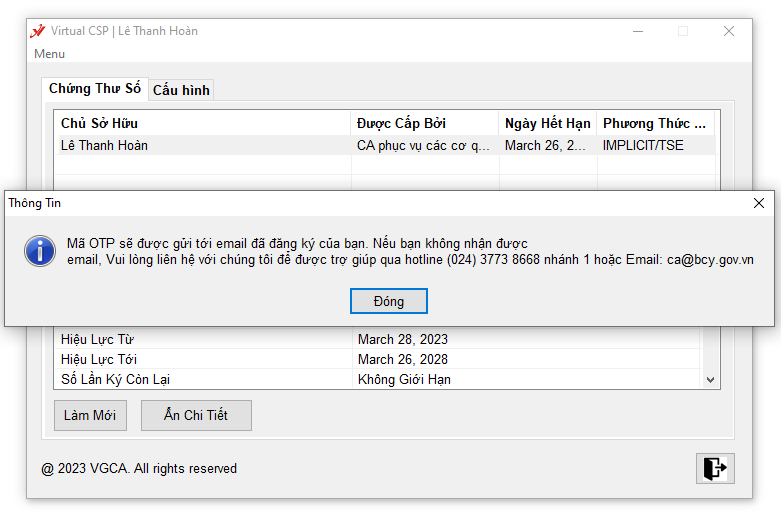 Virtual CSP | Lê Thanh Hoàn
Menu
Chứng Thư Số Cấu hình
Chủ Sở Hữu Được Cấp Bởi Ngày Hết Hạn Phương Thức ...
Lê Thanh Hoàn CA phục vụ các cơ q... March 26, 2... IMPLICIT/TSE
Thông Tin
Mã OTP sẽ được gửi tới email đã đăng ký của bạn. Nếu bạn không nhận được
email, Vui lòng liên hệ với chúng tôi để được trợ giúp qua hotline (024) 3773 8668 nhánh 1 hoặc Email: ca@bcy.gov.vn
Đóng
Hiệu Lực Từ March 28, 2023
Hiệu Lực Tới March 26, 2028
Số Lần Ký Còn Lại Không Giới Hạn
Làm Mới Ẩn Chi Tiết
@ 2023 VGCA. All rights reserved